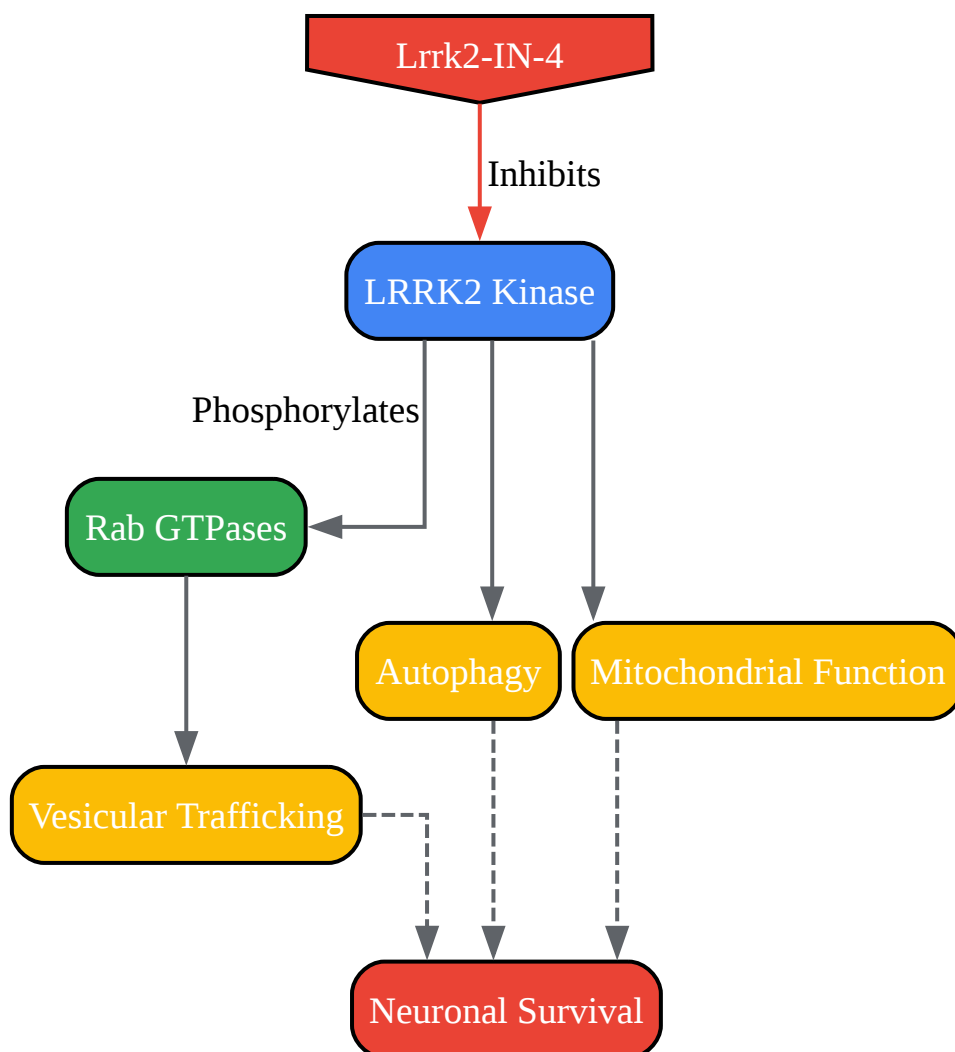 Lrrk2-IN-4
Inhibits
LRRK2 Kinase
Phosphorylates
Rab GTPases
Autophagy
Mitochondrial Function
Vesicular Trafficking
Neuronal Survival